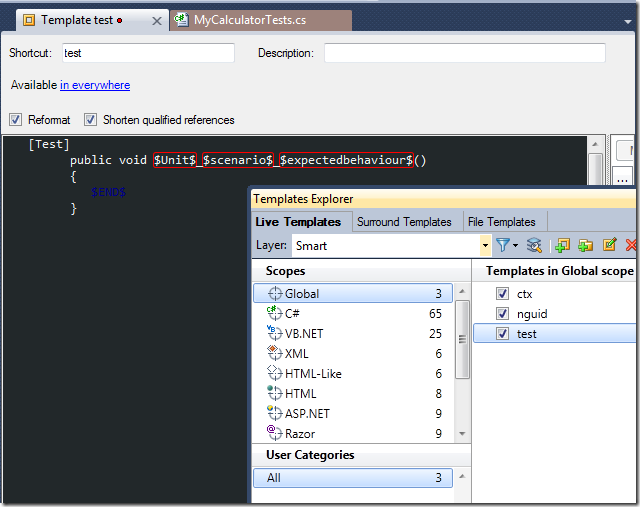 Template test
MyCalculatorTests.cs
Shortcut: test Description:
Available in everywhere
Reformat Shorten qualified references
[Test]
public void $Unit$_$scenario$_$expectedbehaviour$()
{
$END$
}
...
Templates Explorer
Live Templates Surround Templates File Templates
Layer: Smart
Scopes
Global 3
C# 65
VB.NET 25
XML 6
HTML-Like 6
HTML 8
ASP.NET 9
Razor 9
User Categories
All 3
Templates in Global scope
ctx
nguid
test